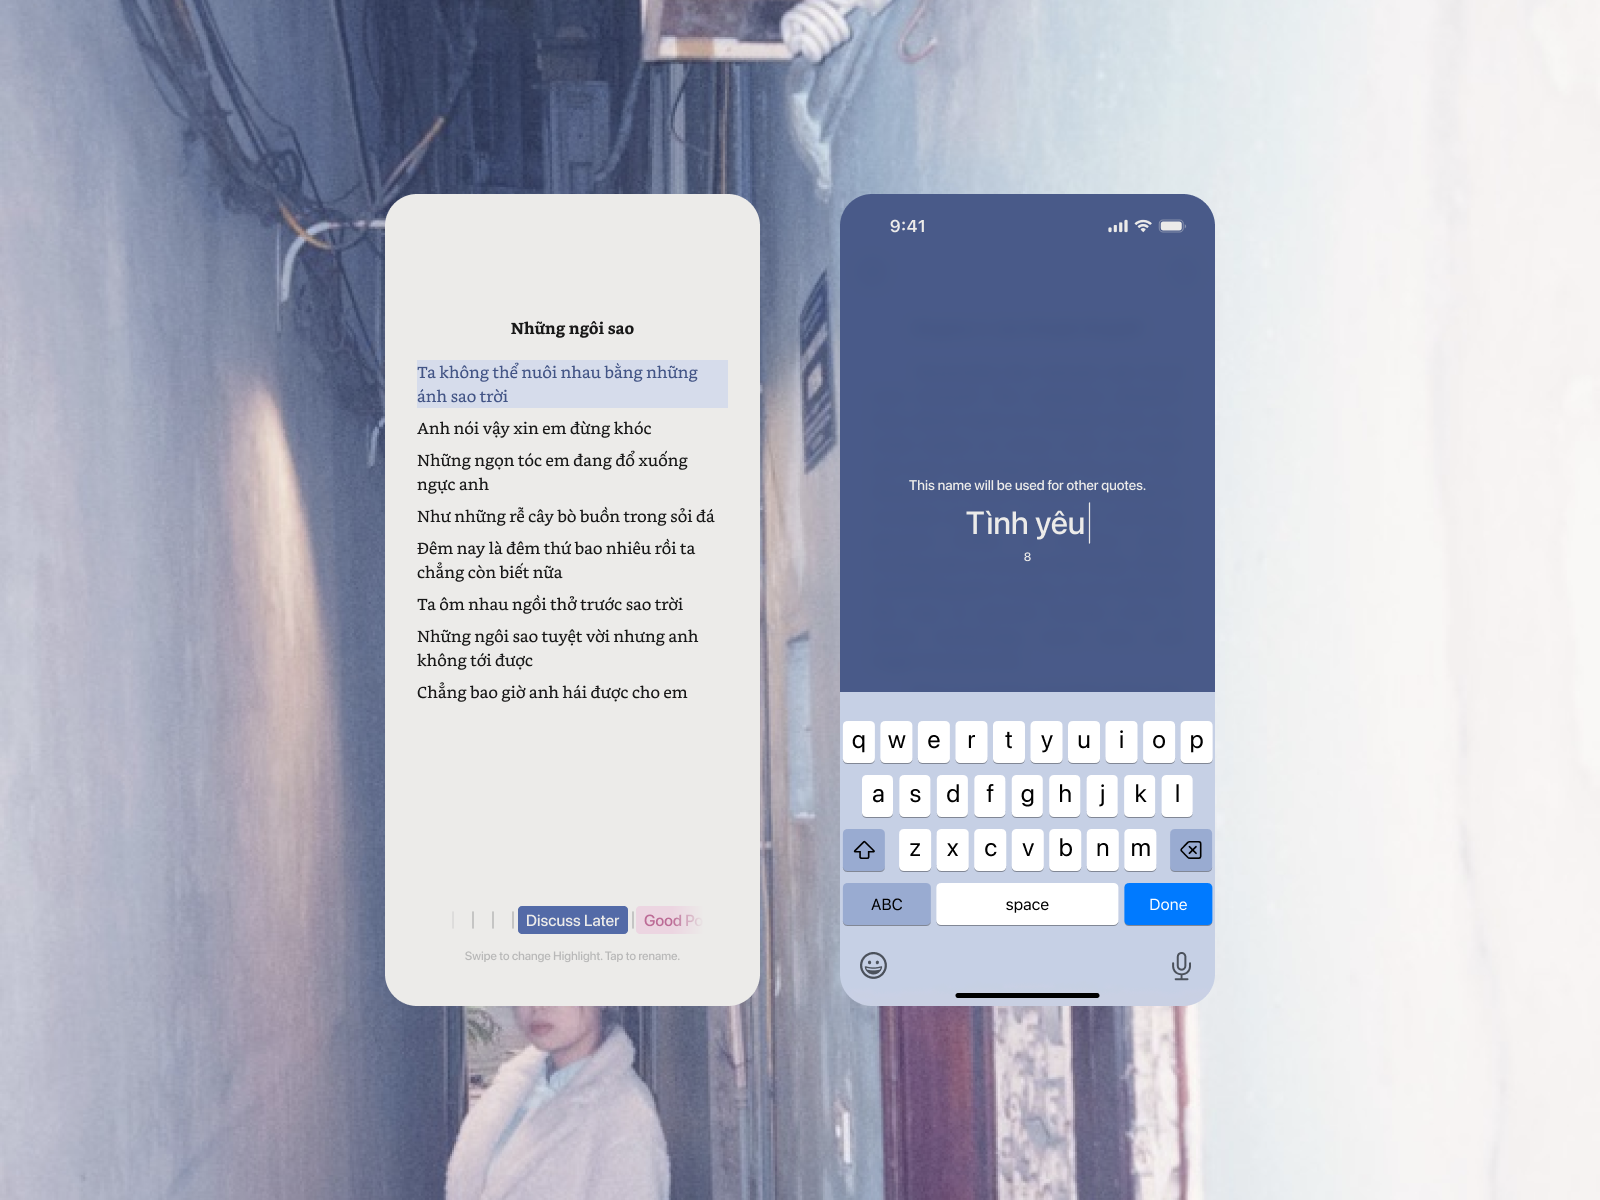 Những ngôi sao
Ta không thể nuôi nhau bằng những
ánh sao trời
Anh nói vậy xin em đừng khóc
Những ngọn tóc em đang đổ xuống
ngực anh
Như những rễ cây bò buồn trong sỏi đá
Đêm nay là đêm thứ bao nhiêu rồi ta
chẳng còn biết nữa
Ta ôm nhau ngồi thở trước sao trời
Những ngôi sao tuyệt vời nhưng anh
không tới được
Chẳng bao giờ anh hái được cho em
Discuss Later Good Po
Swipe to change Highlight. Tap to rename.
9:41
This name will be used for other quotes.
Tình yêu
8
q w e r t y u i o p
a s d f g h j k l
z x c v b n m
ABC space Done